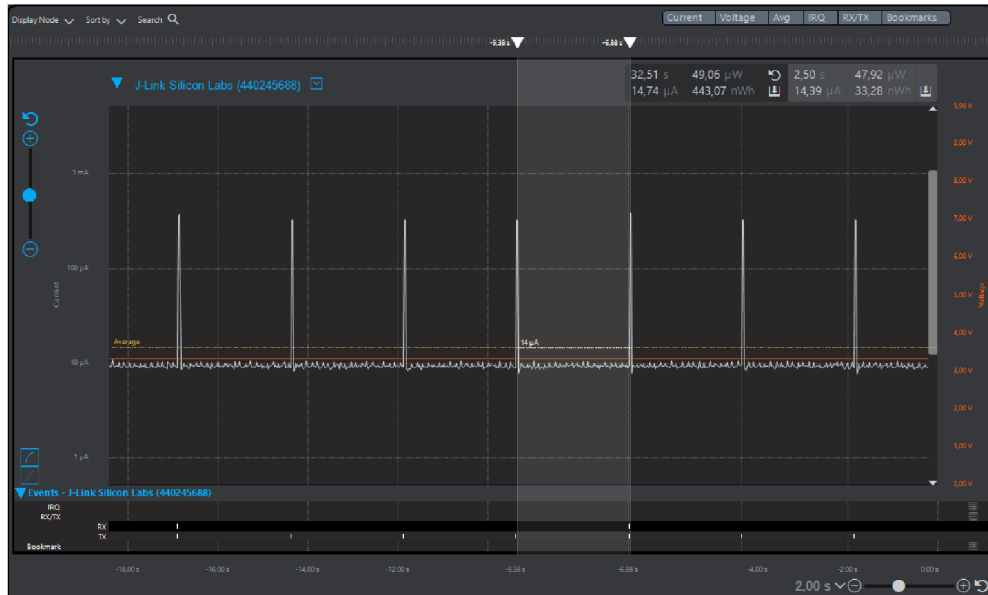 Display Node Sort by Search Current Voltage Avg IRQ RX/TX Bookmarks
-9,38 s -6,88 s
J-Link Silicon Labs (440245688) 32,51 s 49,06 µW 2,50 s 47,92 µW
14,74 µA 443,07 nWh 14,39 µA 33,28 nWh
9,99 V
9,00 V
1 mA 8,00 V
7,00 V
6,00 V
100 µA
Current 5,00 V Voltage
4,00 V
Average 14 µA
10 µA 3,00 V
2,00 V
1,00 V
1 µA
0,00 V
Events - J-Link Silicon Labs (440245688)
IRQ
RX/TX
RX
TX
Bookmark
-18,00 s -16,00 s -14,00 s -12,00 s -9,38 s -6,88 s -4,00 s -2,00 s 0,00 s
2,00 s